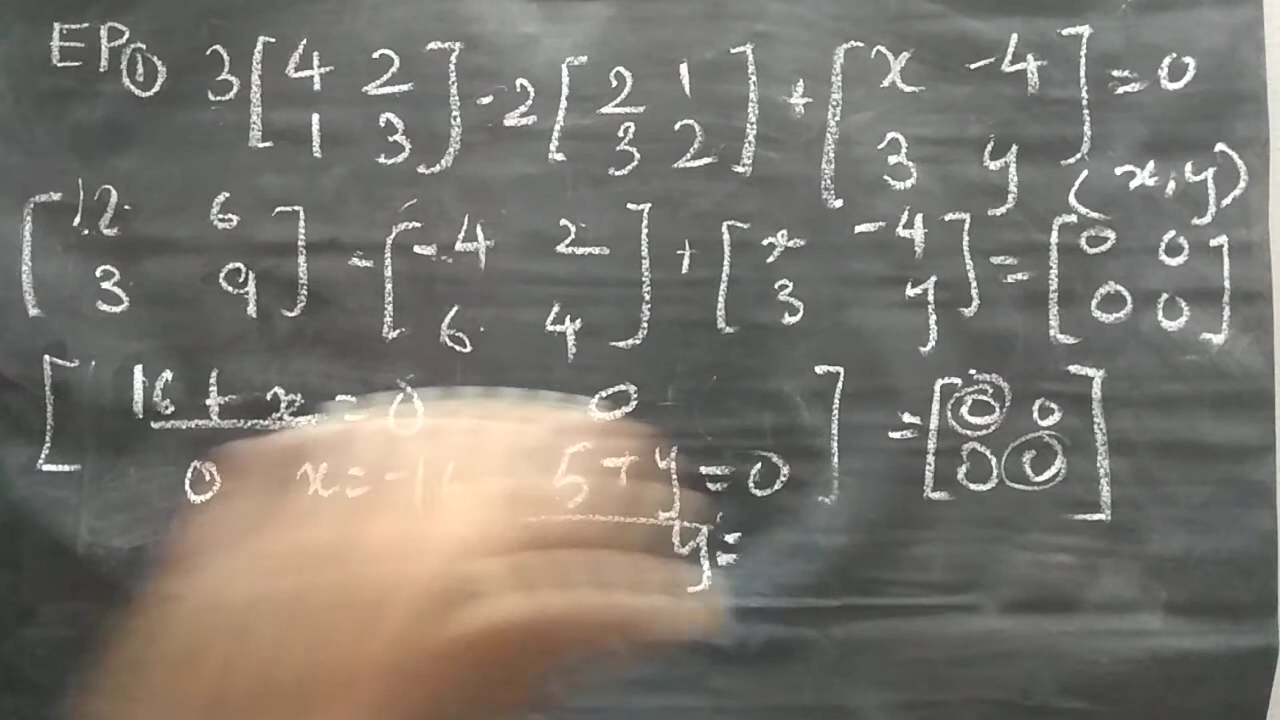 EP① 3[4 2 1 3] - 2[2 1 3 2] + [x -4 3 y] = 0
(x,y)
[12 6 3 9] - [-4 2 6 4] + [x -4 3 y] = [0 0 0 0]
[16 + x = 0 0 = [0 0
0 x = -16 5 + y = 0] 0 0]
y =